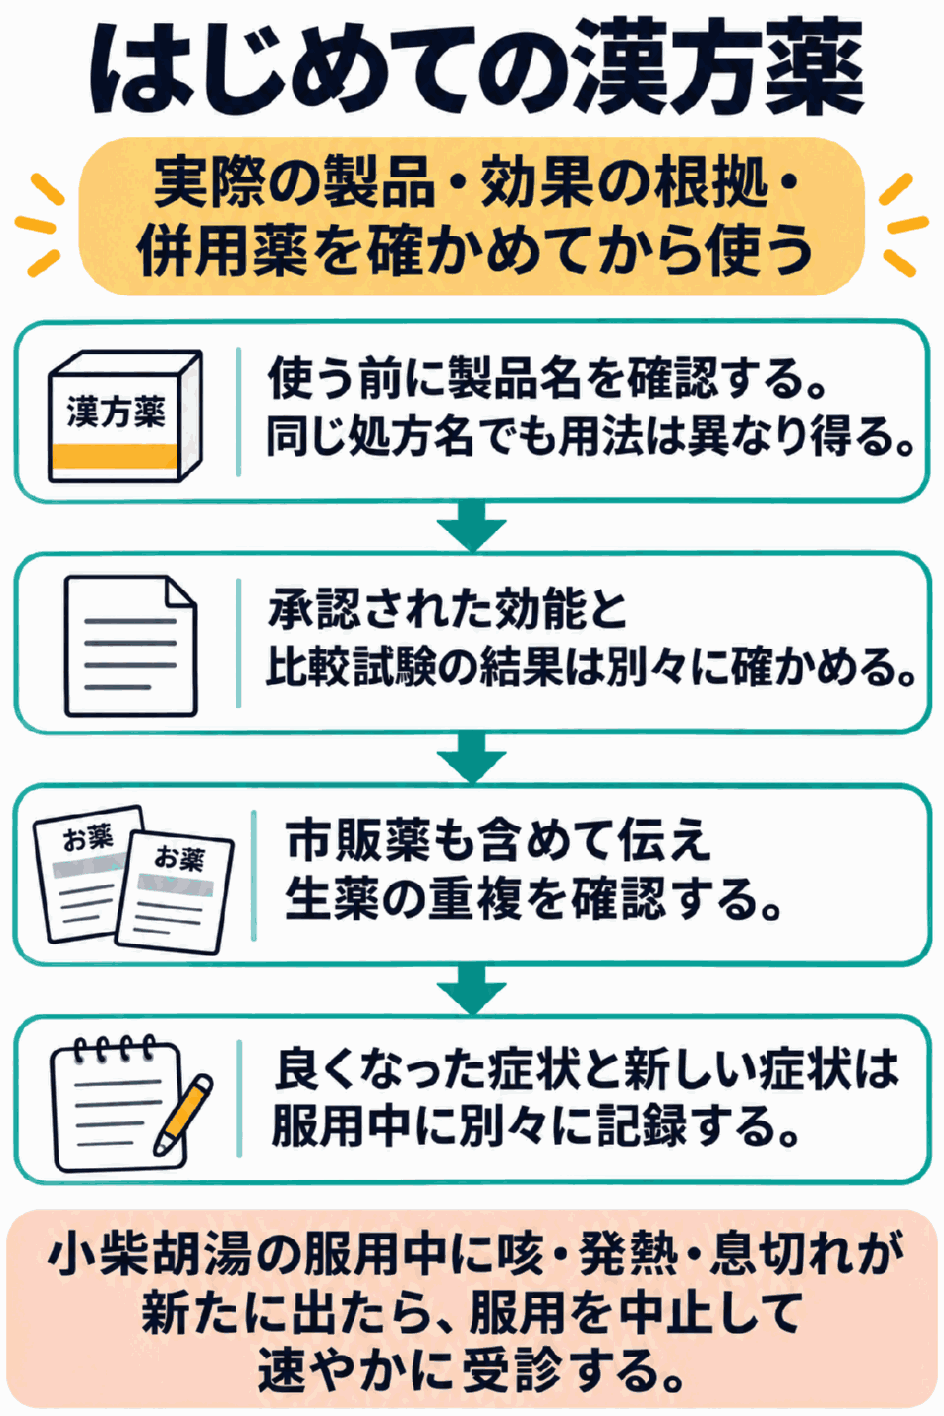 はじめての漢方薬
実際の製品・効果の根拠・
併用薬を確かめてから使う
漢方薬
使う前に製品名を確認する。
同じ処方名でも用法は異なり得る。
承認された効能と
比較試験の結果は別々に確かめる。
お薬
お薬
市販薬も含めて伝え
生薬の重複を確認する。
良くなった症状と新しい症状は
服用中に別々に記録する。
小柴胡湯の服用中に咳・発熱・息切れが
新たに出たら、服用を中止して
速やかに受診する。